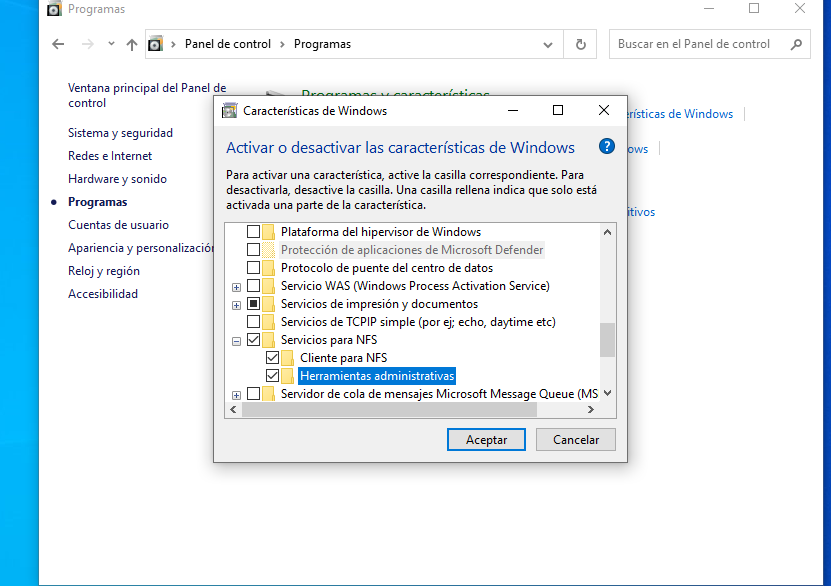 Programas
Panel de control > Programas
Buscar en el Panel de control
Ventana principal del Panel de
control
Sistema y seguridad
Redes e Internet
Hardware y sonido
Programas
Cuentas de usuario
Apariencia y personalización
Reloj y región
Accesibilidad
Programas y características
erísticas de Windows
ows
itivos
Características de Windows
Activar o desactivar las características de Windows
Para activar una característica, active la casilla correspondiente. Para
desactivarla, desactive la casilla. Una casilla rellena indica que solo está
activada una parte de la característica.
Plataforma del hipervisor de Windows
Protección de aplicaciones de Microsoft Defender
Protocolo de puente del centro de datos
Servicio WAS (Windows Process Activation Service)
Servicios de impresión y documentos
Servicios de TCPIP simple (por ej; echo, daytime etc)
Servicios para NFS
Cliente para NFS
Herramientas administrativas
Servidor de cola de mensajes Microsoft Message Queue (MS
Aceptar
Cancelar